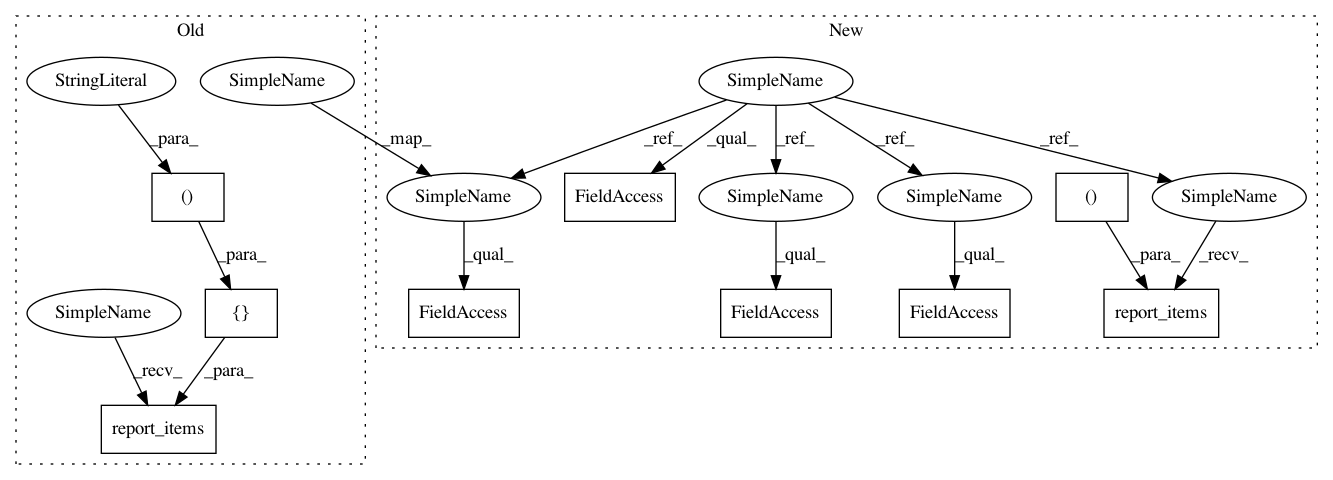 Old
New
StringLiteral
SimpleName
SimpleName
_para_
_map_
_ref_
_qual_
_ref_
_ref_
_ref_
()
SimpleName
FieldAccess
SimpleName
SimpleName
()
SimpleName
_para_
_qual_
_qual_
_qual_
_para_
_recv_
SimpleName
{}
FieldAccess
FieldAccess
FieldAccess
report_items
_recv_
_para_
report_items